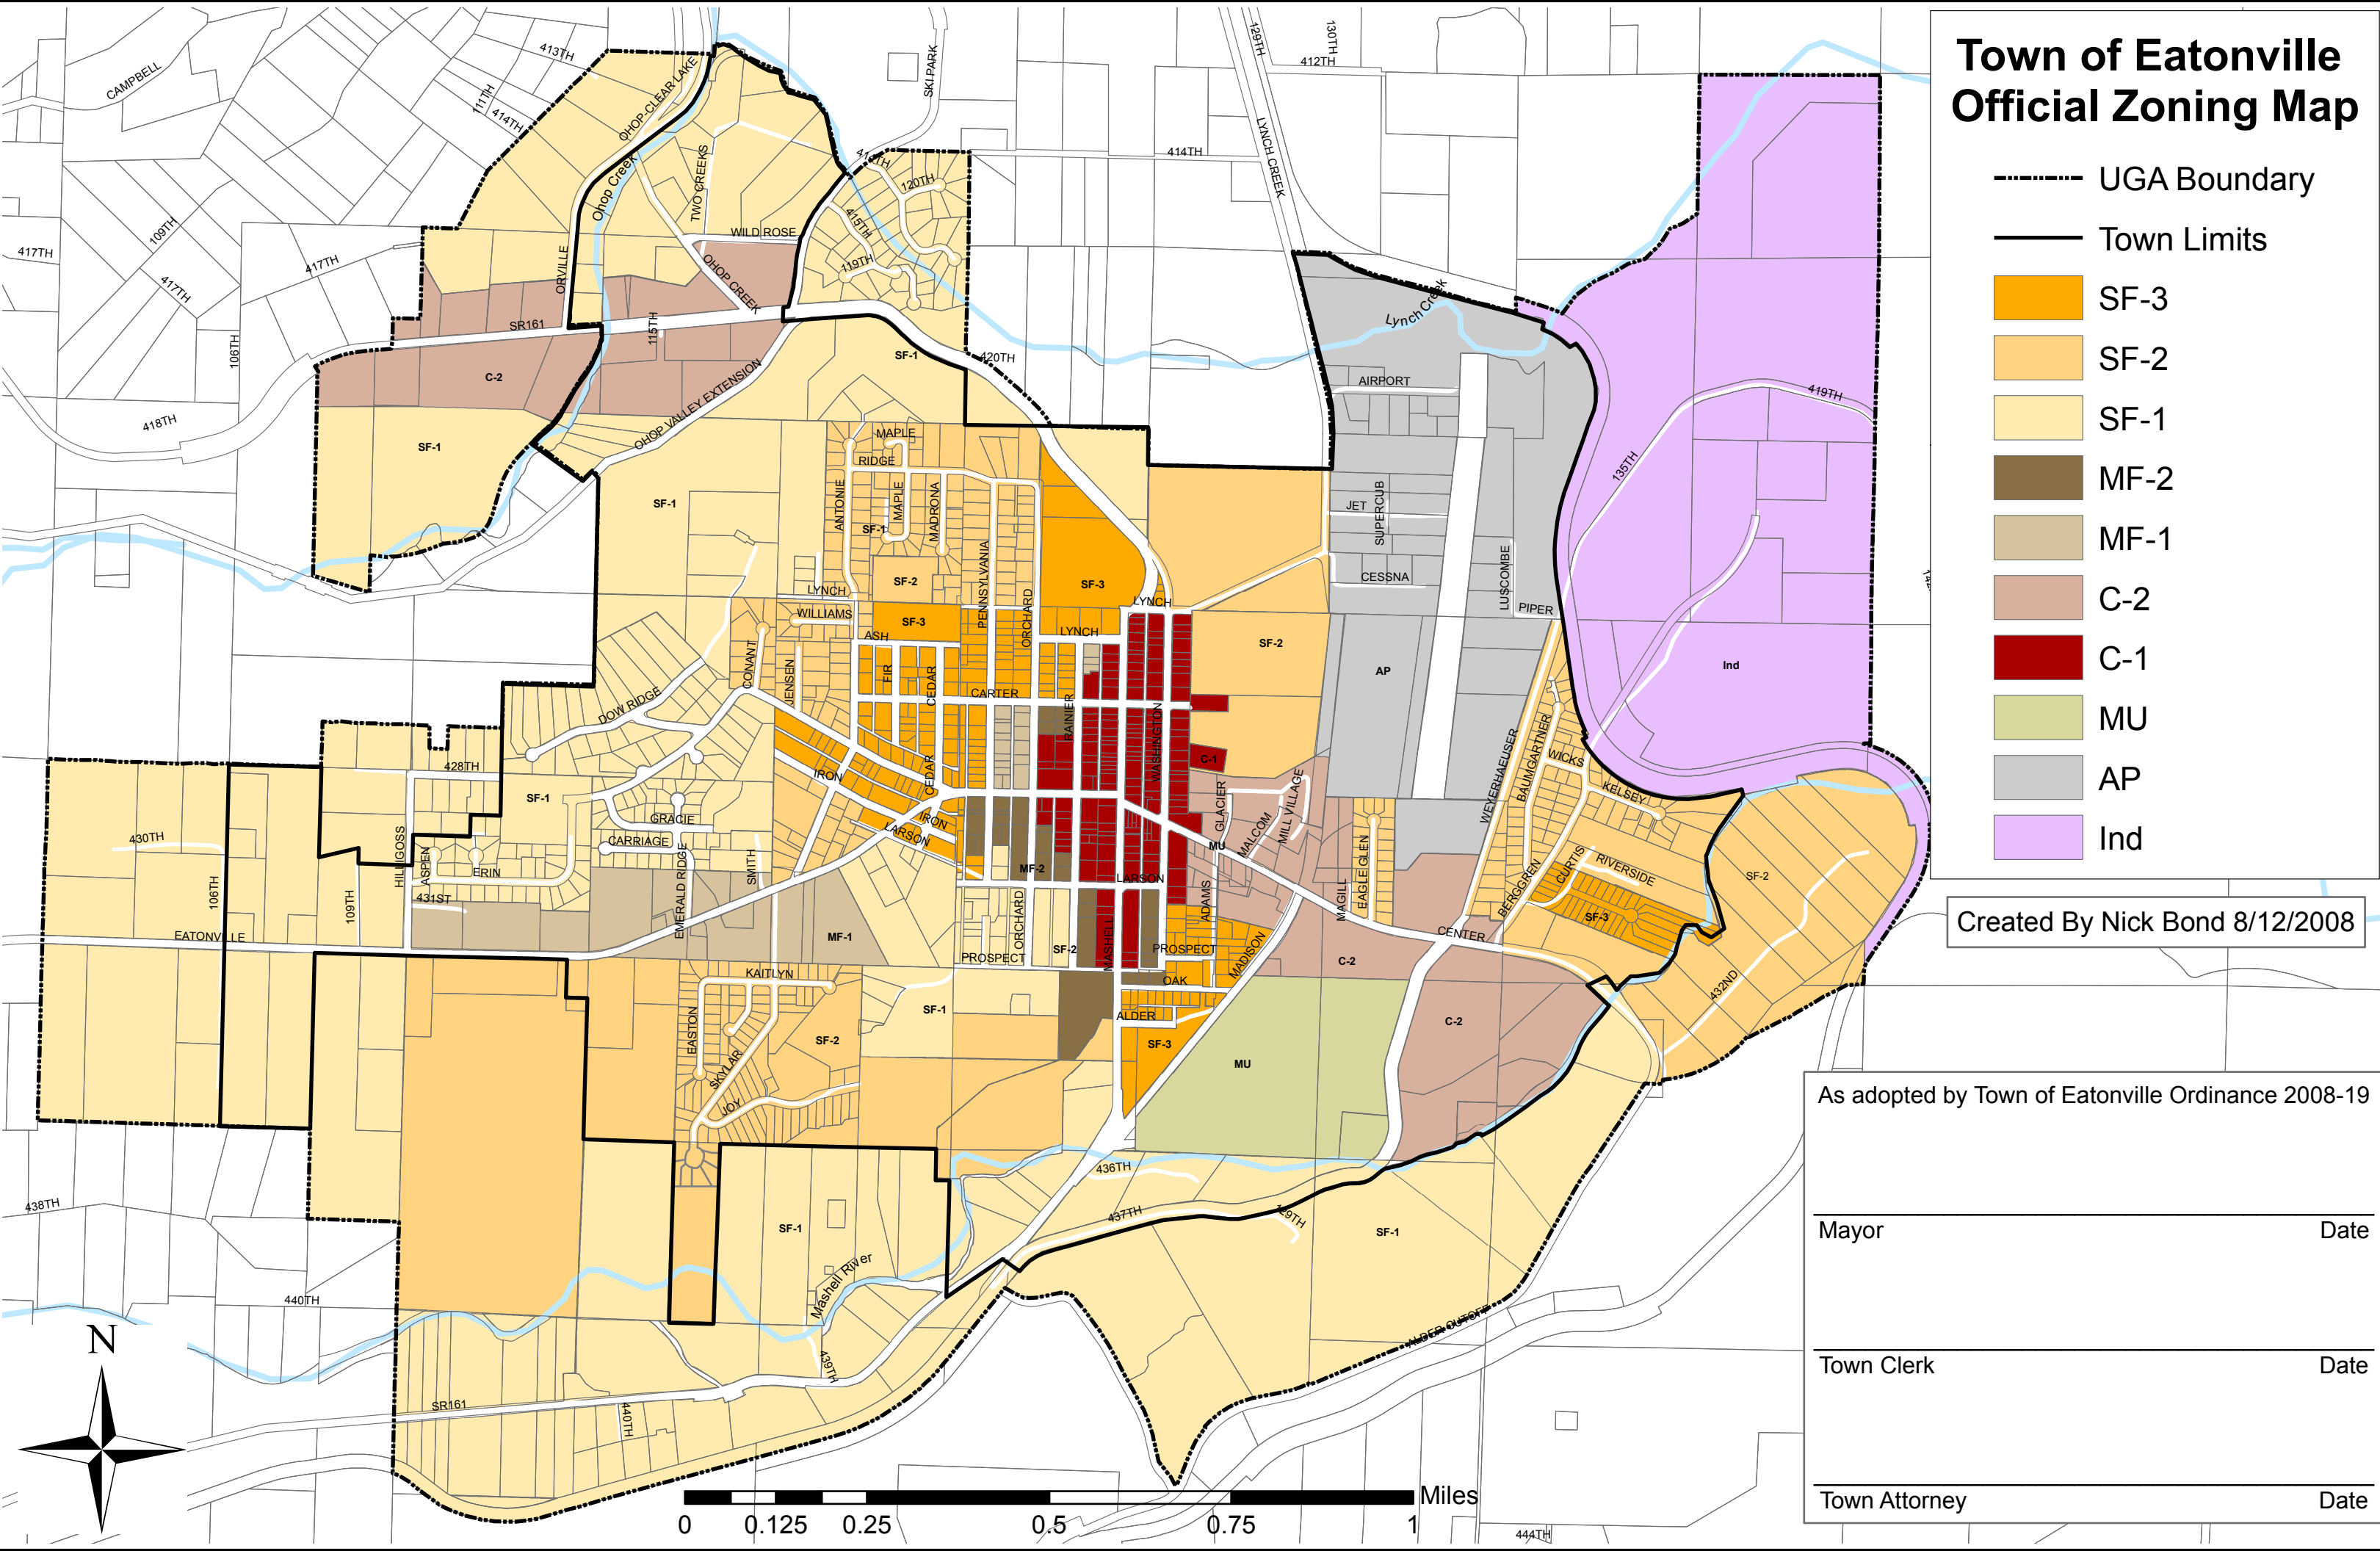 Town of Eatonville
Official Zoning Map
UGA Boundary
Town Limits
SF-3
SF-2
SF-1
MF-2
MF-1
C-2
C-1
MU
AP
Ind
Created By Nick Bond 8/12/2008
As adopted by Town of Eatonville Ordinance 2008-19
Mayor Date
Town Clerk Date
Town Attorney Date
CAMPBELL
413TH
111TH
414TH
OHOP-CLEAR LAKE
SKI PARK
129TH
130TH
412TH
LYNCH CREEK
414TH
Ohop Creek
TWO CREEKS
120TH
415TH
119TH
WILD ROSE
109TH
417TH
417TH
417TH
ORVILLE
OHOP CREEK
Lynch Creek
SR161
115TH
106TH
SF-1
420TH
C-2
OHOP VALLEY EXTENSION
AIRPORT
419TH
418TH
SF-1
MAPLE
RIDGE
135TH
SF-1
ANTONIE
MAPLE
MADRONA
SF-1
JET
SUPERCUB
PENNSYLVANIA
SF-2
SF-3
CESSNA
LUSCOMBE
LYNCH
ORCHARD
LYNCH
PIPER
WILLIAMS
SF-3
ASH
LYNCH
SF-2
AP
Ind
CONANT
JENSEN
FIR
CEDAR
CARTER
RAINIER
WASHINGTON
DOW RIDGE
BAUMGARTNER
WEYERHAEUSER
WICKS
C-1
428TH
IRON
CEDAR
KELSEY
SF-1
GLACIER
MALCOM
MILL VILLAGE
GRACIE
IRON
LARSON
CARRIAGE
430TH
HILLIGOSS
ASPEN
ERIN
EMERALD RIDGE
SMITH
MU
EAGLE GLEN
CURTIS
RIVERSIDE
SF-2
MF-2
LARSON
106TH
109TH
431ST
ORCHARD
ADAMS
MAGILL
BERGGREN
SF-3
EATONVILLE
MF-1
SF-2
MASHELL
PROSPECT
MADISON
CENTER
PROSPECT
C-2
KAITLYN
OAK
432ND
EASTON
SF-1
ALDER
C-2
SF-2
SF-3
MU
SKYLAR
JOY
436TH
438TH
437TH
129TH
SF-1
SF-1
Mashell River
440TH
ALDER CUTOFF
N
439TH
SR161
440TH
Miles
0 0.125 0.25 0.5 0.75 1
444TH